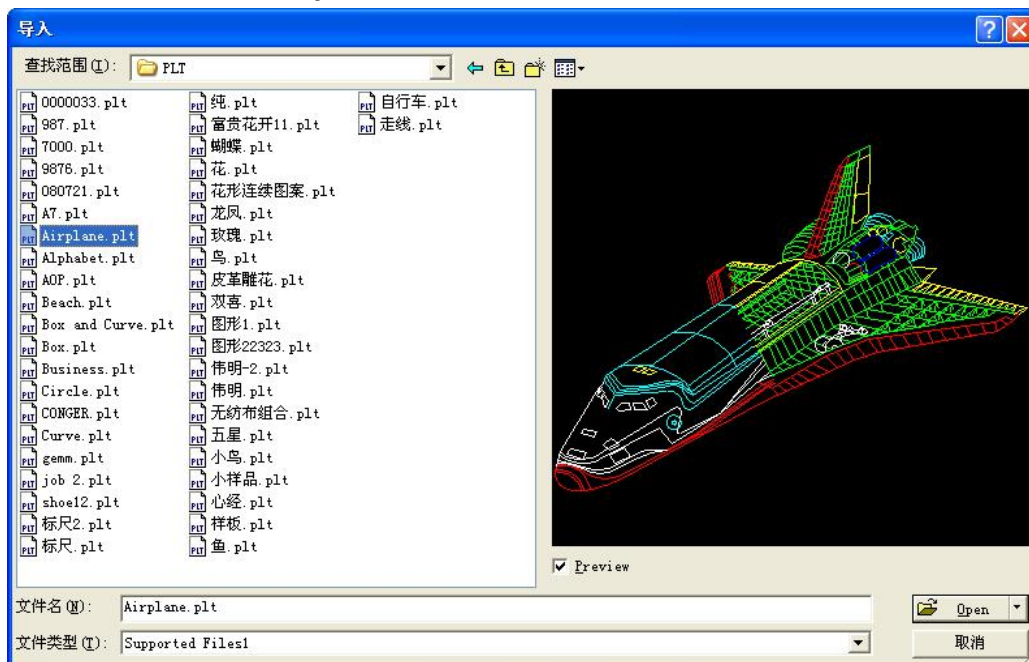 导入
查找范围(I):
PLT
0000033.plt
987.plt
7000.plt
9876.plt
080721.plt
A7.plt
Airplane.plt
Alphabet.plt
AOP.plt
Beach.plt
Box and Curve.plt
Box.plt
Business.plt
Circle.plt
CONGER.plt
Curve.plt
gemm.plt
job 2.plt
shoe12.plt
标尺2.plt
标尺.plt
纯.plt
富贵花开11.plt
蝴蝶.plt
花.plt
花形连续图案.plt
龙凤.plt
玫瑰.plt
鸟.plt
皮革雕花.plt
双喜.plt
图形1.plt
图形22323.plt
伟明-2.plt
伟明.plt
无纺布组合.plt
五星.plt
小鸟.plt
小样品.plt
心经.plt
样板.plt
鱼.plt
自行车.plt
走线.plt
Preview
文件名(N):
Airplane.plt
Open
文件类型(T):
Supported Files1
取消